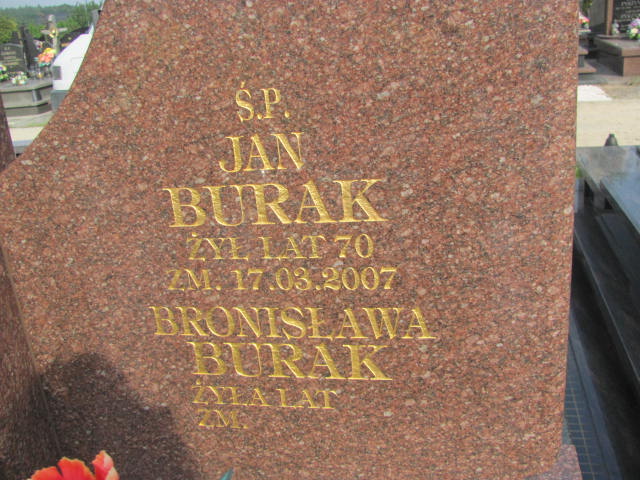 Ś.P.
JAN
BURAK
ŻYŁ LAT 70
ZM. 17.03.2007
BRONISŁAWA
BURAK
ŻYŁA LAT
ZM.